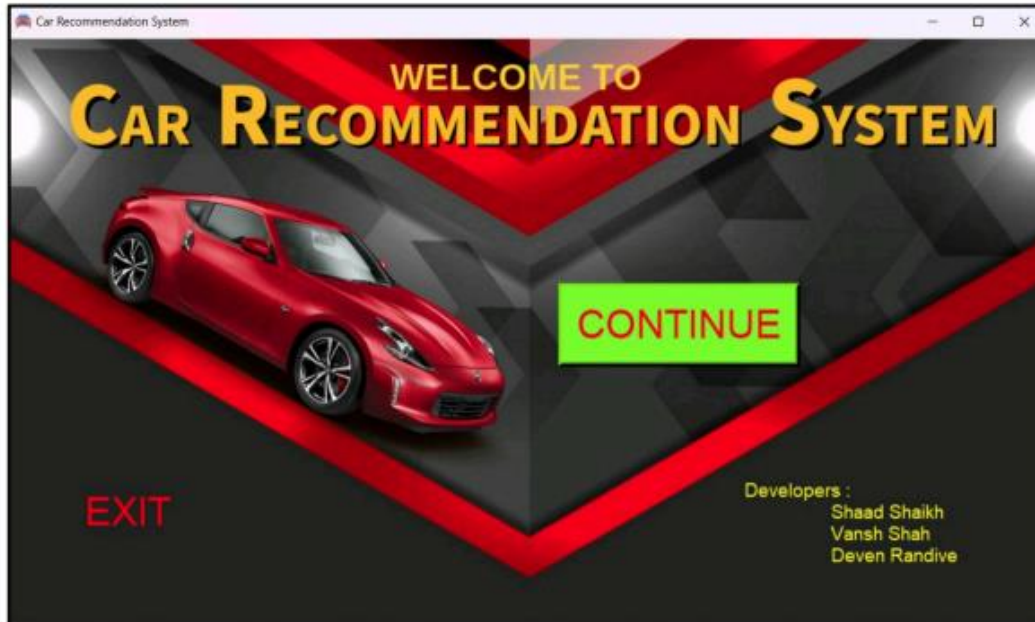 Car Recommendation System
WELCOME TO
CAR RECOMMENDATION SYSTEM
CONTINUE
EXIT
Developers :
Shaad Shaikh
Vansh Shah
Deven Randive